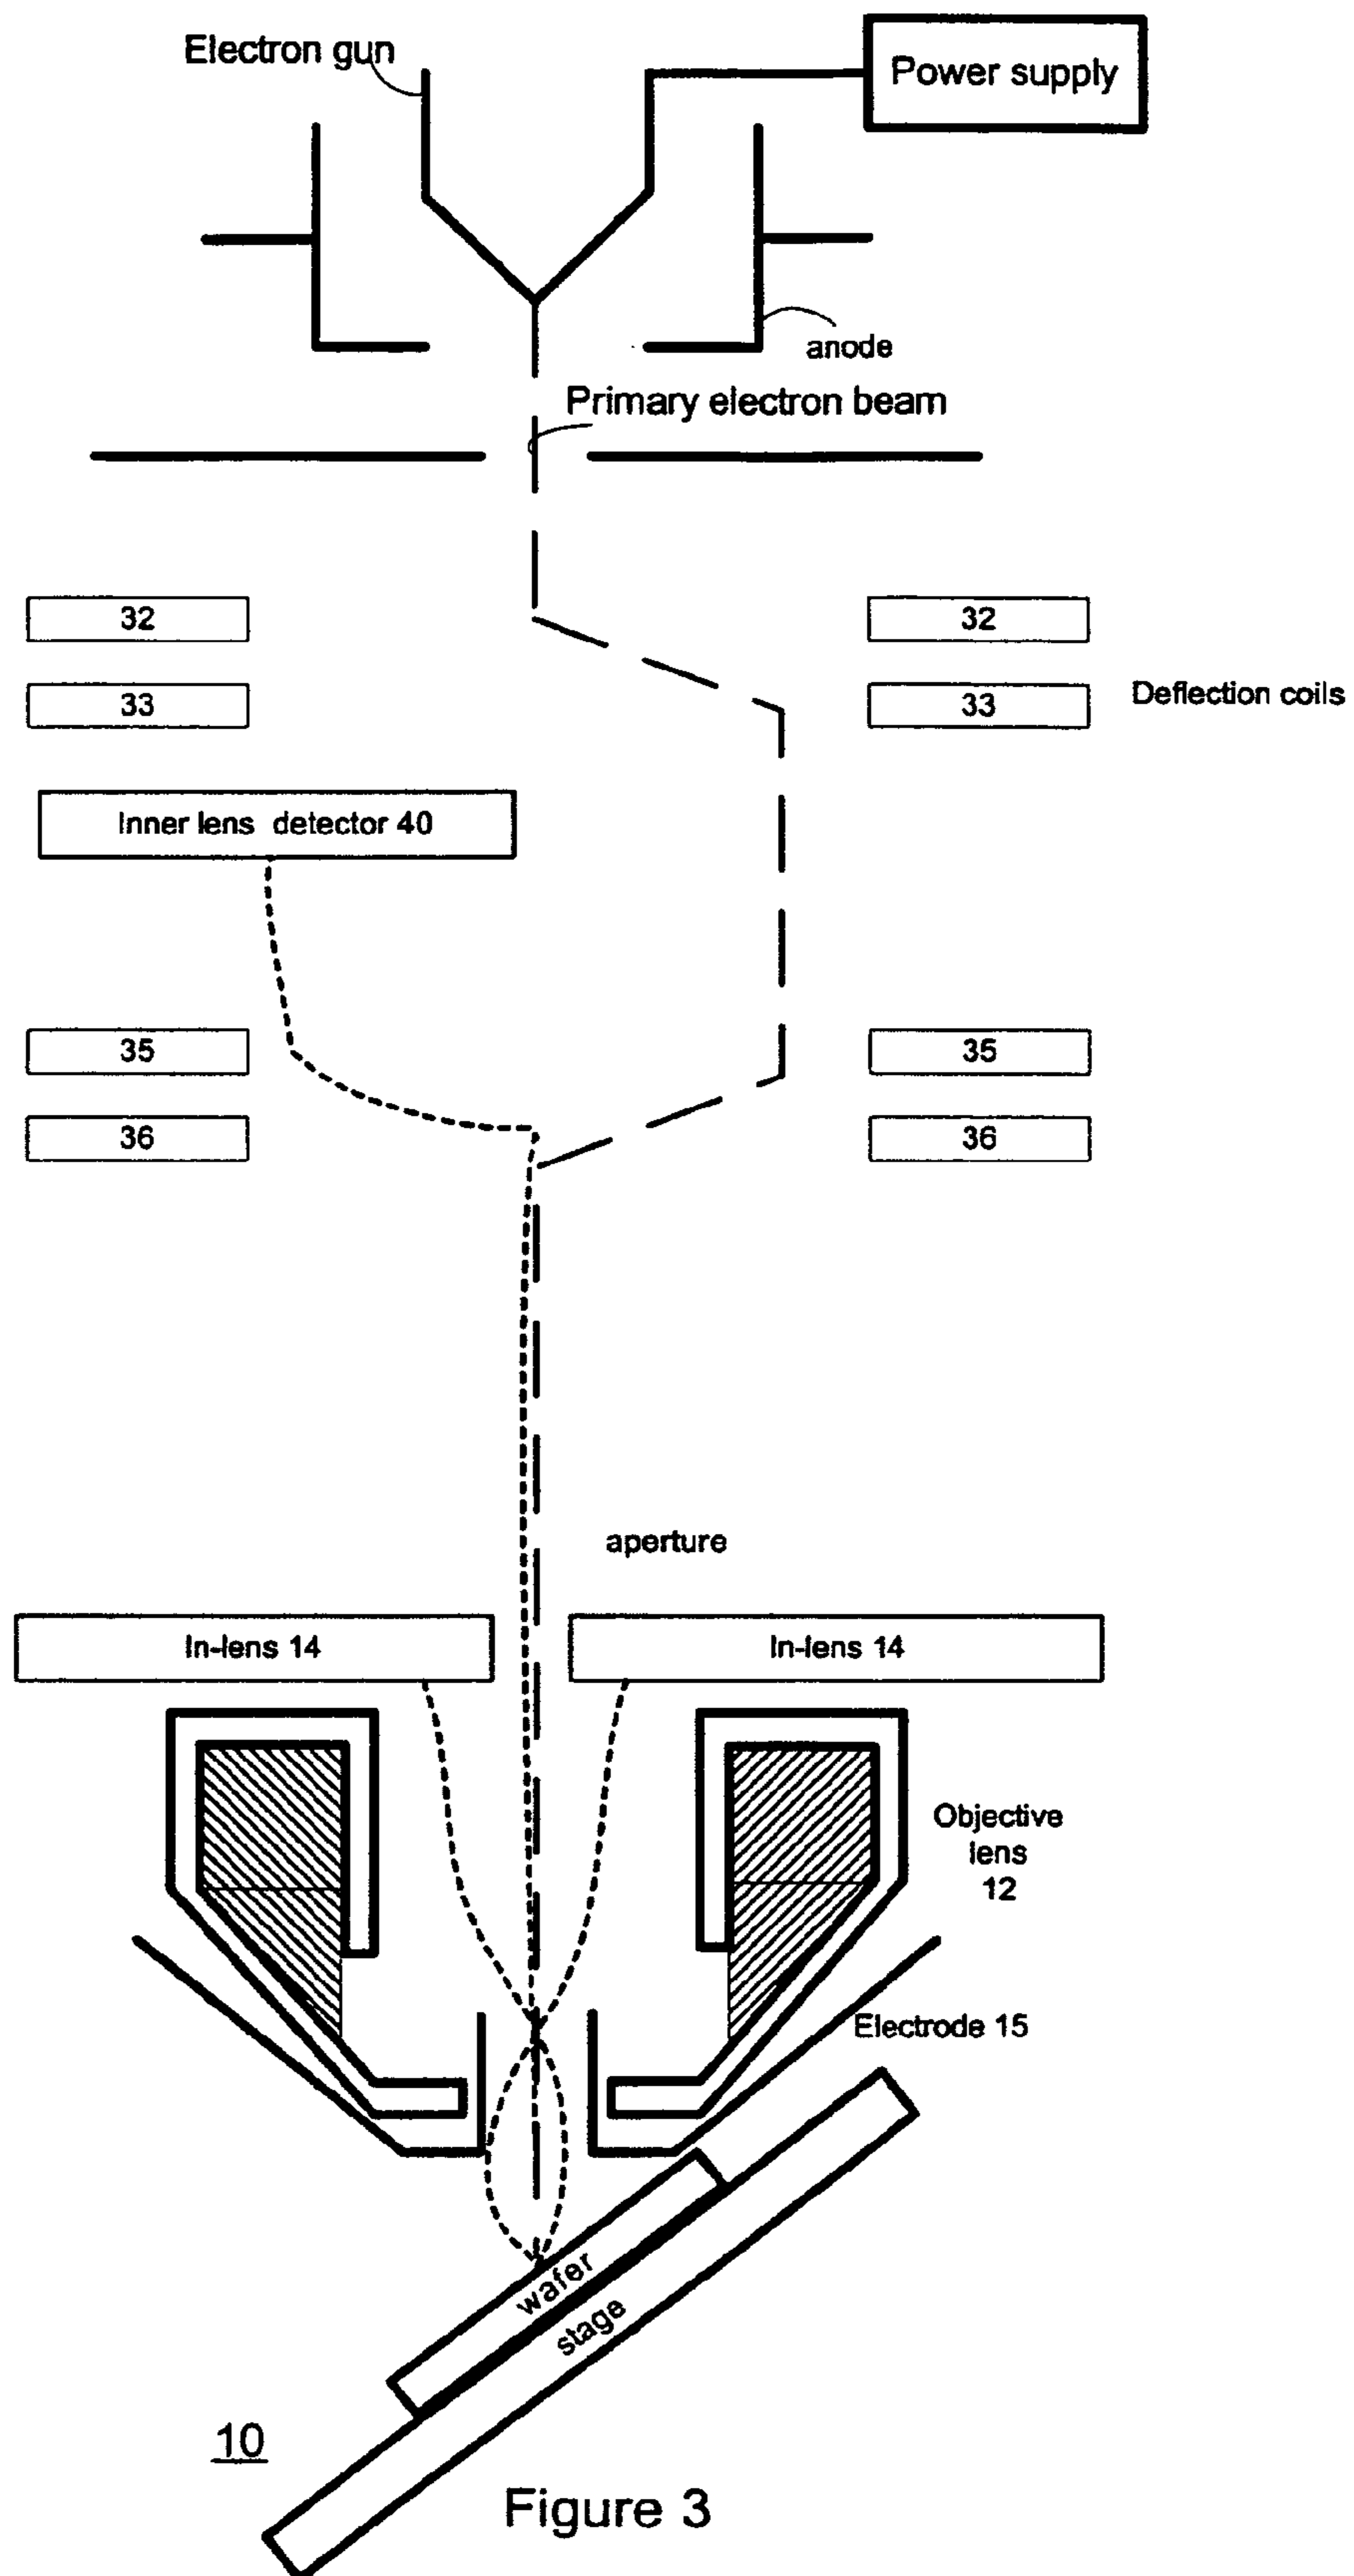 Electron gun
Power supply
anode
Primary electron beam
32
32
33
33
Deflection coils
Inner lens detector 40
35
35
36
36
aperture
In-lens 14
In-lens 14
Objective
lens
12
Electrode 15
wafer
stage
10
Figure 3